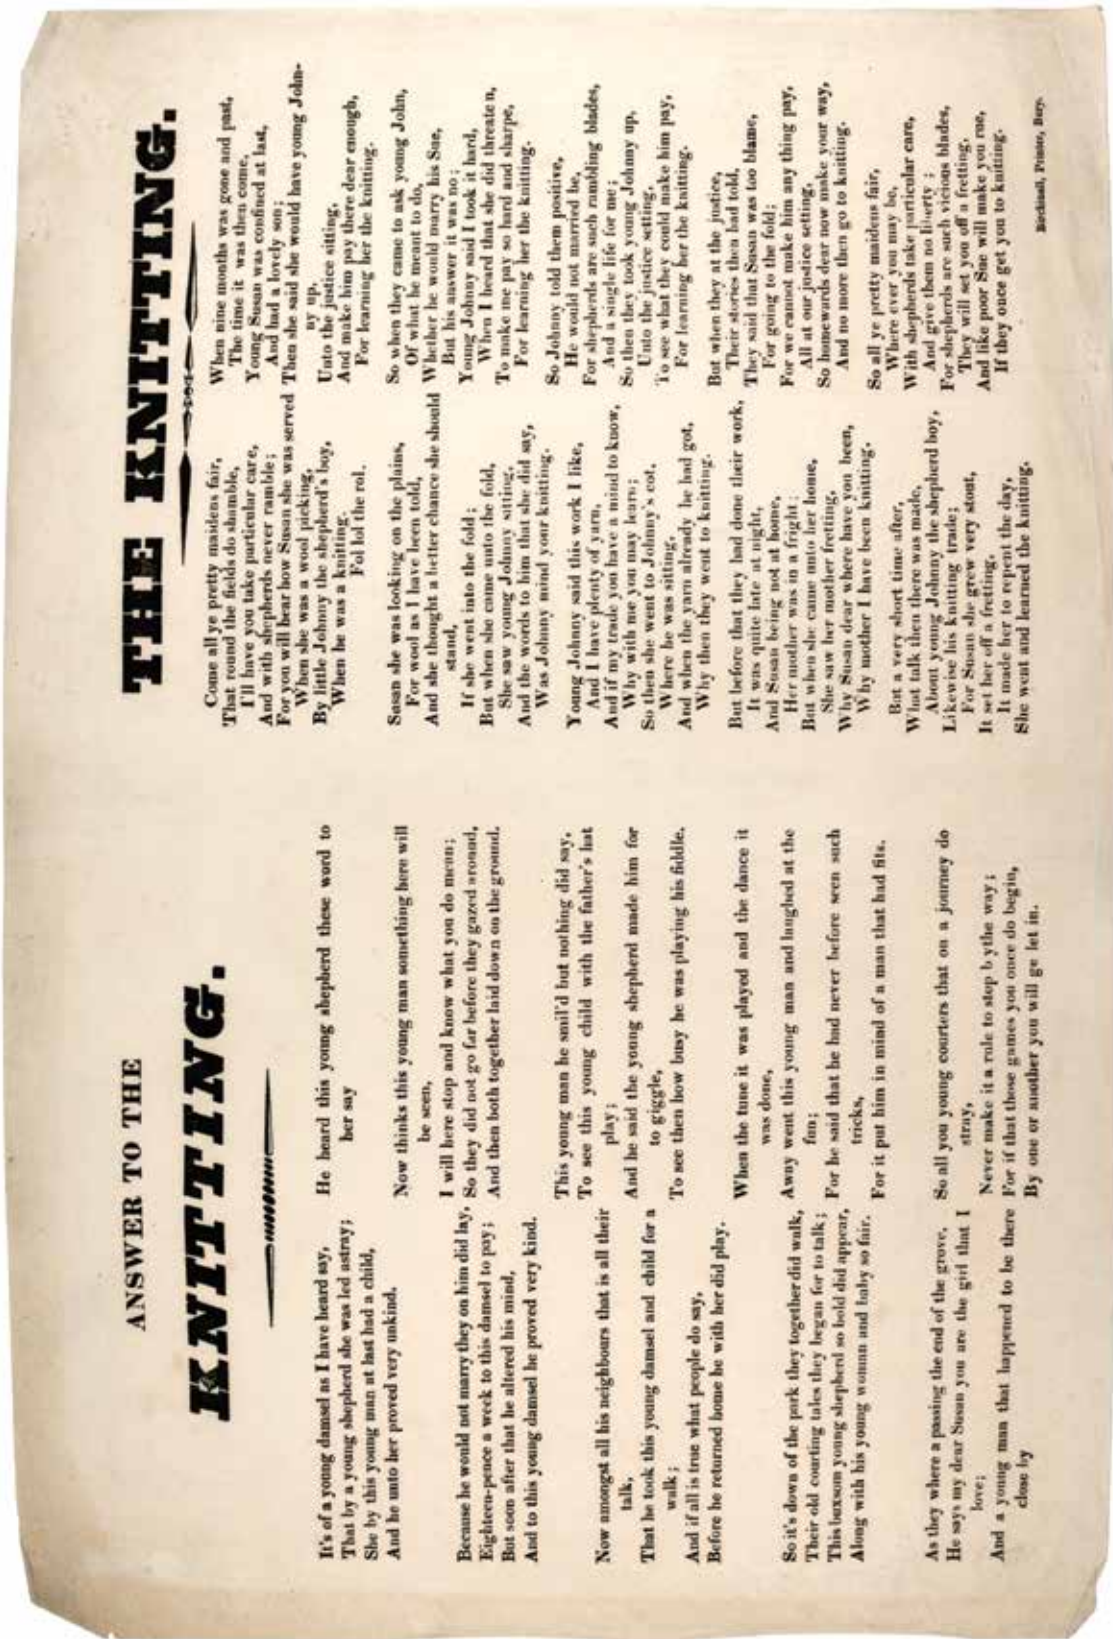 ANSWER TO THE
KNITTING.
It's of a young damsel as I have heard say,
That by a young shepherd she was led astray;
She by this young man at last had a child,
And he unto her proved very unkind.
Because he would not marry they on him did lay,
Eighteen-pence a week to this damsel to pay;
But soon after that he altered his mind,
And to this young damsel he proved very kind.
Now amongst all his neighbours that is all their
talk,
That he took this young damsel and child for a
walk;
And if all is true what people do say,
Before he returned home he with her did play.
So it's down of the park they together did walk,
Their old courting tales they began for to talk;
This buxsom young shepherd so bold did appear,
Along with his young woman and baby so fair.
As they where a passing the end of the grove,
He says my dear Susan you are the girl that I
love;
And a young man that happened to be there
close by
He heard this young shepherd these word to
her say
Now thinks this young man something here will
be seen,
I will here stop and know what you do mean;
So they did not go far before they gazed around,
And then both together laid down on the ground.
This young man he smil'd but nothing did say,
To see this young child with the father's hat
play;
And he said the young shepherd made him for
to giggle,
To see then how busy he was playing his fiddle.
When the tune it was played and the dance it
was done,
Away went this young man and laughed at the
fun;
For he said that he had never before seen such
tricks,
For it put him in mind of a man that had fits.
So all you young courters that on a journey do
stray,
Never make it a rule to stop b ythe way;
For if that those games you once do begin,
By one or another you will ge let in.
THE KNITTING.
Come all ye pretty maidens fair,
That round the fields do shamble,
I'll have you take particular care,
And with shepherds never ramble;
For you will hear how Susan she was served
When she was a wool picking,
By little Johnny the shepherd's boy,
When he was a knitting.
Fol lol the rol.
Susan she was looking on the plains,
For wool as I have been told,
And she thought a better chance she should
stand,
If she went into the fold;
But when she come unto the fold,
She saw young Johnny sitting,
And the words to him that she did say,
Was Johnny mind your knitting.
Young Johnny said this work I like,
And I have plenty of yarn,
And if my trade you have a mind to know,
Why with me you may learn;
So then she went to Johnny's cot,
Where he was sitting,
And when the yarn already he had got,
Why then they went to knitting.
But before that they had done their work,
It was quite late at night,
And Susan being not at home,
Her mother was in a fright;
But when she came unto her home,
She saw her mother fretting,
Why Susan dear where have you been,
Why mother I have been knitting.
But a very short time after,
What talk then there was made,
About young Johnny the shepherd boy,
Likewise his knitting trade;
For Susan she grew very stout,
It set her off a fretting,
It made her to repent the day,
She went and learned the knitting.
When nine months was gone and past,
The time it was then come,
Young Susan was confined at last,
And had a lovely son;
Then she said she would have young John-
ny up,
Unto the justice sitting,
And make him pay there dear enough,
For learning her the knitting.
So when they came to ask young John,
Of what he meant to do,
Whether he would marry his Sue,
But his answer it was no;
Young Johnny said I took it hard,
When I heard that she did threate n,
To make me pay so hard and sharpe,
For learning her the knitting.
So Johnny told them positive,
He would not married be,
For shepherds are such rambling blades,
And a single life for me;
So then they took young Johnny up,
Unto the justice setting,
To see what they could make him pay,
For learning her the knitting.
But when they at the justice,
Their stories then had told,
They said that Susan was too blame,
For going to the fold;
For we cannot make him any thing pay,
All at our justice setting,
So homewards dear now make your way,
And no more then go to knitting.
So all ye pretty maidens fair,
Where ever you may be,
With shepherds take particular care,
And give them no liberty;
For shepherds are such vicious blades,
They will set you off a fretting,
And like poor Sue will make you rue,
If they once get you to knitting.
Birchinall, Printer, Bury.